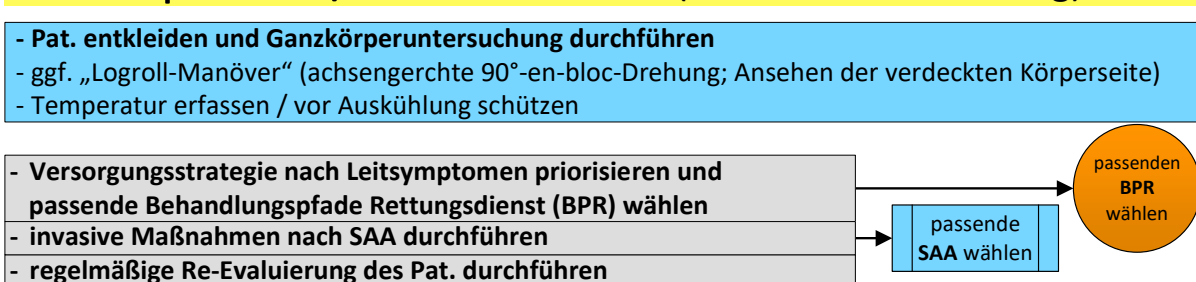 - Pat. entkleiden und Ganzkörperuntersuchung durchführen
- ggf. „Logroll-Manöver“ (achsengerchte 90°-en-bloc-Drehung; Ansehen der verdeckten Körperseite)
- Temperatur erfassen / vor Auskühlung schützen
- Versorgungsstrategie nach Leitsymptomen priorisieren und
passende Behandlungspfade Rettungsdienst (BPR) wählen
- invasive Maßnahmen nach SAA durchführen
- regelmäßige Re-Evaluierung des Pat. durchführen
passenden
BPR
wählen
passende
SAA wählen